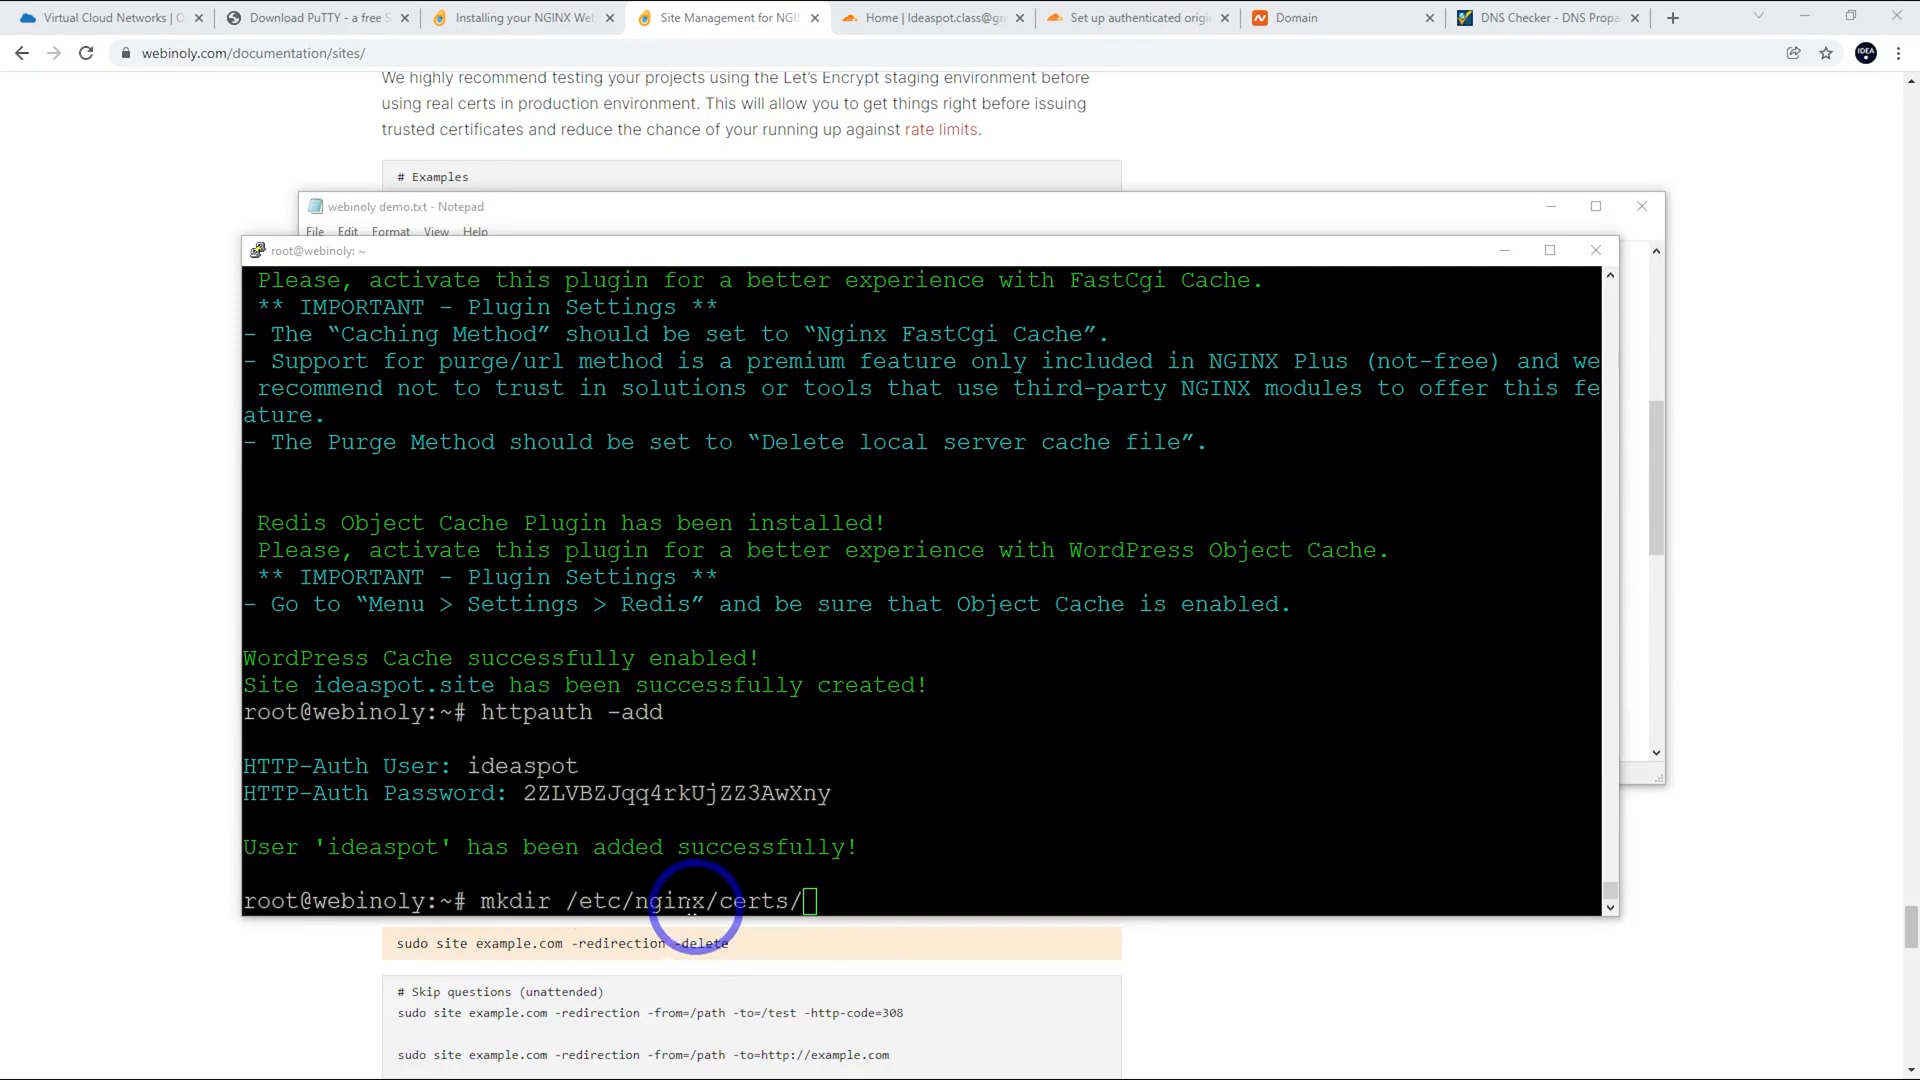 Virtual Cloud Networks | O
Download PuTTY - a free S
Installing your NGINX Web
Site Management for NGIN
Home | Ideaspot.class@gm
Set up authenticated origi
Domain
DNS Checker - DNS Propa
webinoly.com/documentation/sites/
IDEA
We highly recommend testing your projects using the Let's Encrypt staging environment before
using real certs in production environment. This will allow you to get things right before issuing
trusted certificates and reduce the chance of your running up against rate limits.
# Examples
webinoly demo.txt - Notepad
File Edit Format View Help
root@webinoly: ~
Please, activate this plugin for a better experience with FastCgi Cache.
** IMPORTANT - Plugin Settings **
- The “Caching Method” should be set to “Nginx FastCgi Cache”.
- Support for purge/url method is a premium feature only included in NGINX Plus (not-free) and we
recommend not to trust in solutions or tools that use third-party NGINX modules to offer this fe
ature.
- The Purge Method should be set to “Delete local server cache file”.
Redis Object Cache Plugin has been installed!
Please, activate this plugin for a better experience with WordPress Object Cache.
** IMPORTANT - Plugin Settings **
- Go to “Menu > Settings > Redis” and be sure that Object Cache is enabled.
WordPress Cache successfully enabled!
Site ideaspot.site has been successfully created!
root@webinoly:~# httpauth -add
HTTP-Auth User: ideaspot
HTTP-Auth Password: 2ZLVBZJqq4rkUjZZ3AwXny
User 'ideaspot' has been added successfully!
root@webinoly:~# mkdir /etc/nginx/certs/
sudo site example.com -redirection -delete
# Skip questions (unattended)
sudo site example.com -redirection -from=/path -to=/test -http-code=308
sudo site example.com -redirection -from=/path -to=http://example.com